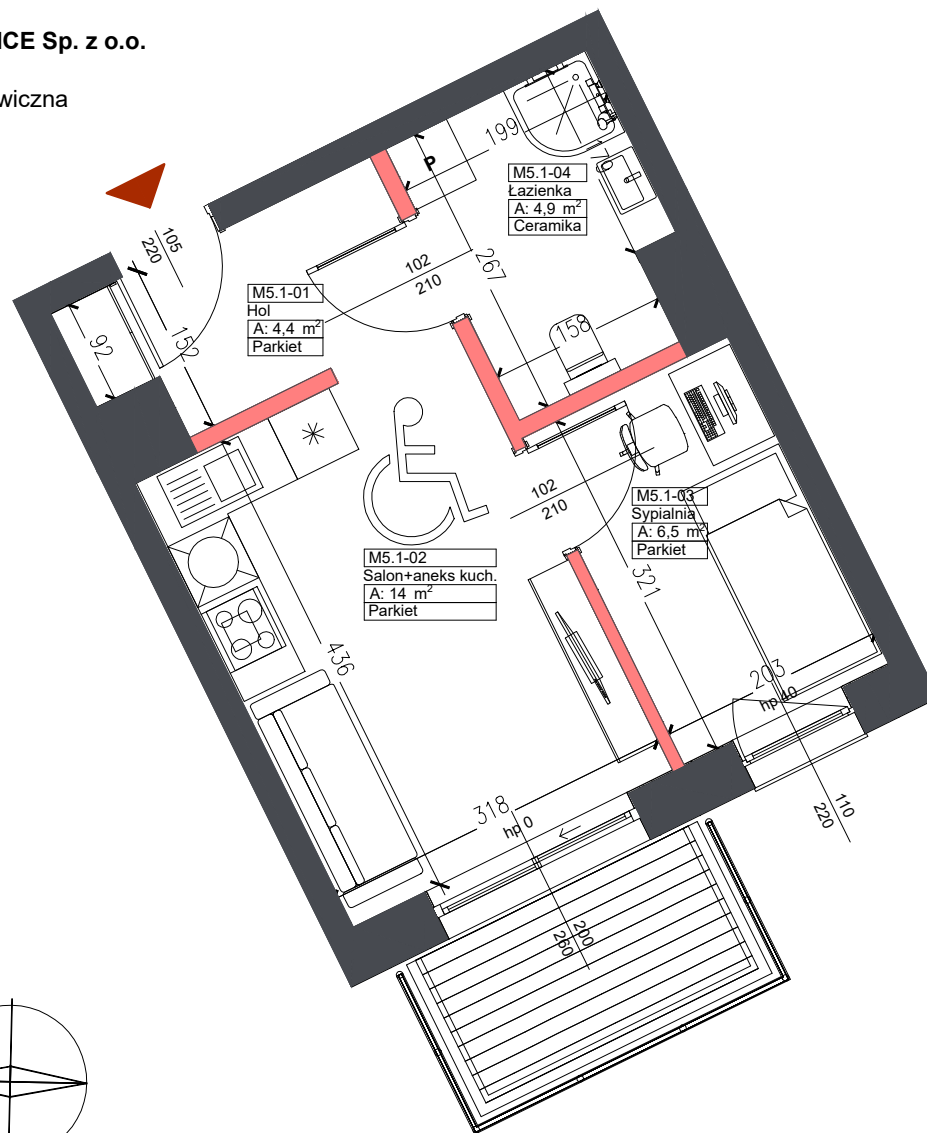 ICE Sp. z o.o.
wiczna
199
P
M5.1-04
Łazienka
A: 4,9 m²
Ceramika
105
220
267
102
210
M5.1-01
Hol
A: 4,4 m²
Parkiet
92
152
158
102
210
M5.1-03
Sypialnia
A: 6,5 m²
Parkiet
M5.1-02
Salon+aneks kuch.
A: 14 m²
Parkiet
321
436
203
hp 40
318
hp 0
110
220
200
260